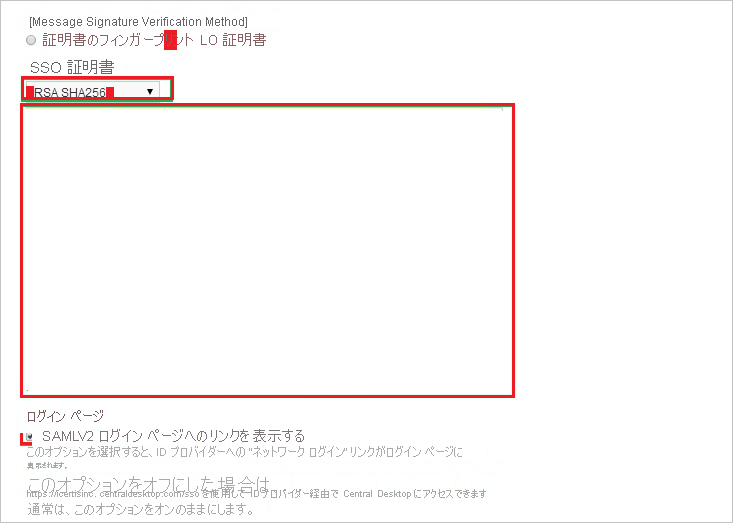 [Message Signature Verification Method]
証明書のフィンガープリント LO 証明書
SSO 証明書
RSA SHA256
ログイン ページ
SAMLV2 ログイン ページへのリンクを表示する
このオプションを選択すると、ID プロバイダーへの "ネットワーク ログイン" リンクがログイン ページに
表示されます。
このオプションをオフにした場合は、
https://icertisinc. centraldesktop.com/sso を使用して ID プロバイダー経由で Central Desktop にアクセスできます
通常は、このオプションをオンのままにします。